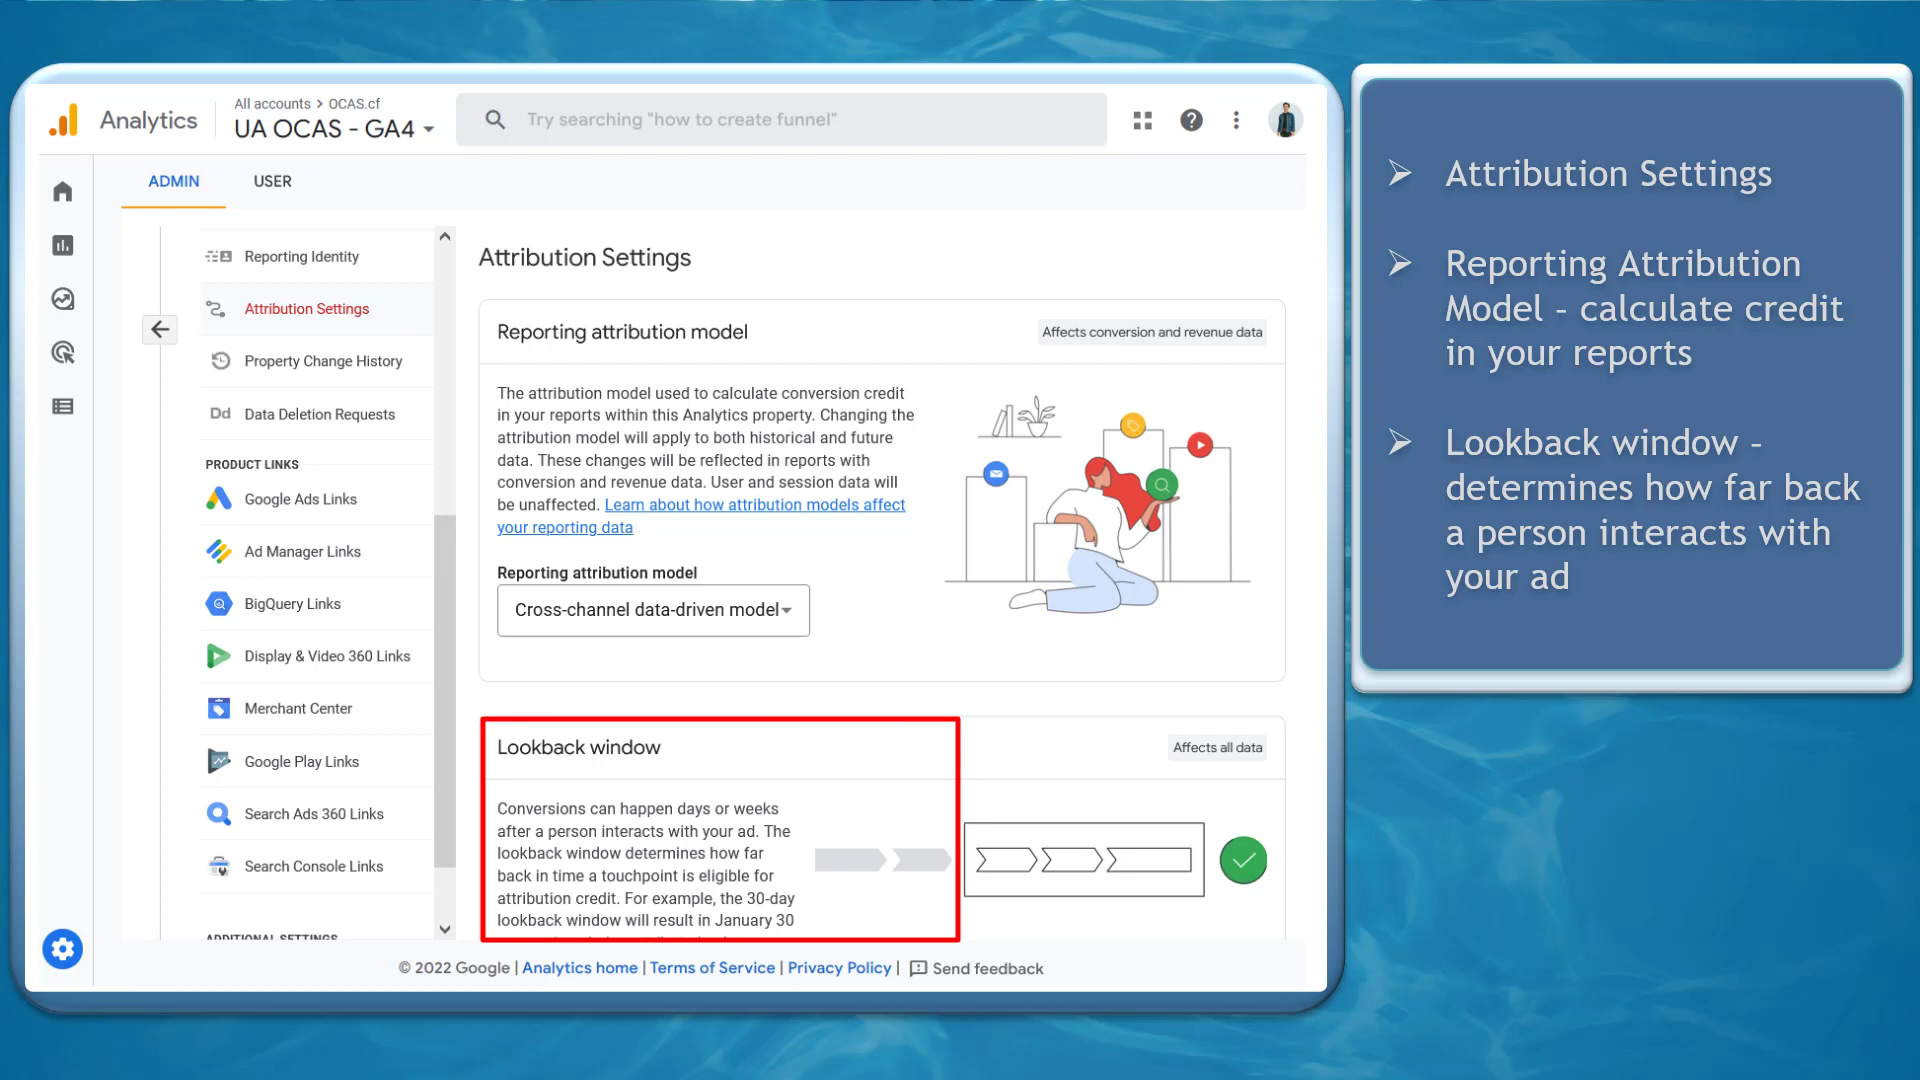 Analytics
All accounts > OCAS.cf
UA OCAS - GA4
Try searching "how to create funnel"
ADMIN
USER
Reporting Identity
Attribution Settings
Property Change History
Dd Data Deletion Requests
PRODUCT LINKS
Google Ads Links
Ad Manager Links
BigQuery Links
Display & Video 360 Links
Merchant Center
Google Play Links
Search Ads 360 Links
Search Console Links
ADDITIONAL SETTINGS
Attribution Settings
Reporting attribution model
Affects conversion and revenue data
The attribution model used to calculate conversion credit
in your reports within this Analytics property. Changing the
attribution model will apply to both historical and future
data. These changes will be reflected in reports with
conversion and revenue data. User and session data will
be unaffected. Learn about how attribution models affect
your reporting data
Reporting attribution model
Cross-channel data-driven model
Lookback window
Affects all data
Conversions can happen days or weeks
after a person interacts with your ad. The
lookback window determines how far
back in time a touchpoint is eligible for
attribution credit. For example, the 30-day
lookback window will result in January 30
© 2022 Google | Analytics home | Terms of Service | Privacy Policy | Send feedback
Attribution Settings
Reporting Attribution
Model - calculate credit
in your reports
Lookback window -
determines how far back
a person interacts with
your ad